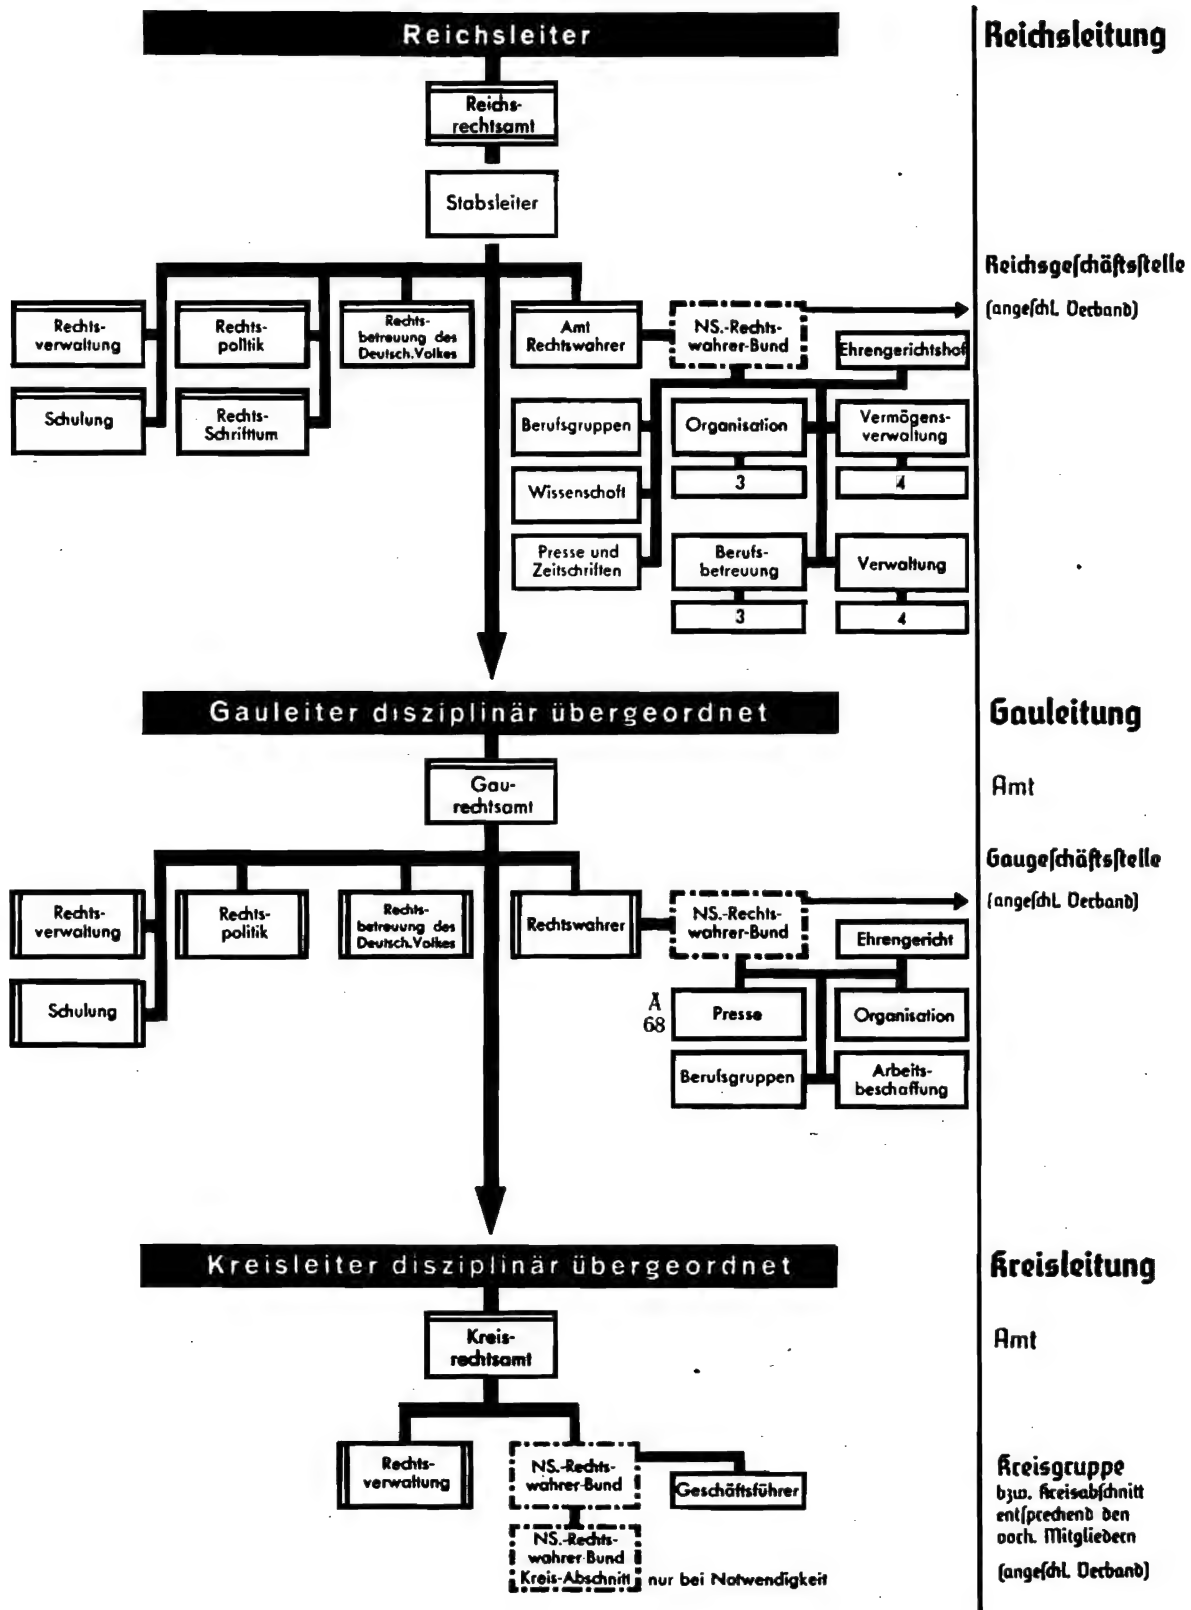 Reichsleiter
Reichsleitung
Reichs-
rechtsamt
Stabsleiter
Reichsgeschäftsstelle
(angeschl. Verband)
Rechts-
verwaltung
Rechts-
politik
Rechts-
betreuung des
Deutsch. Volkes
Amt
Rechtswahrer
NS.-Rechts-
wahrer-Bund
Ehrengerichtshof
Schulung
Rechts-
Schrifttum
Berufsgruppen
Organisation
Vermögens-
verwaltung
3
4
Wissenschaft
Presse und
Zeitschriften
Berufs-
betreuung
Verwaltung
3
4
Gauleiter disziplinär übergeordnet
Gauleitung
Gau-
rechtsamt
Amt
Gaugeschäftsstelle
(angeschl. Verband)
Rechts-
verwaltung
Rechts-
politik
Rechts-
betreuung des
Deutsch. Volkes
Rechtswahrer
NS.-Rechts-
wahrer-Bund
Ehrengericht
Schulung
Ä
68
Presse
Organisation
Berufsgruppen
Arbeits-
beschaffung
Kreisleiter disziplinär übergeordnet
Kreisleitung
Kreis-
rechtsamt
Amt
Rechts-
verwaltung
NS.-Rechts-
wahrer-Bund
Geschäftsführer
NS.-Rechts-
wahrer-Bund
Kreis-Abschnitt
nur bei Notwendigkeit
Kreisgruppe
bzw. Kreisabschnitt
entsprechend den
vorh. Mitgliedern
(angeschl. Verband)